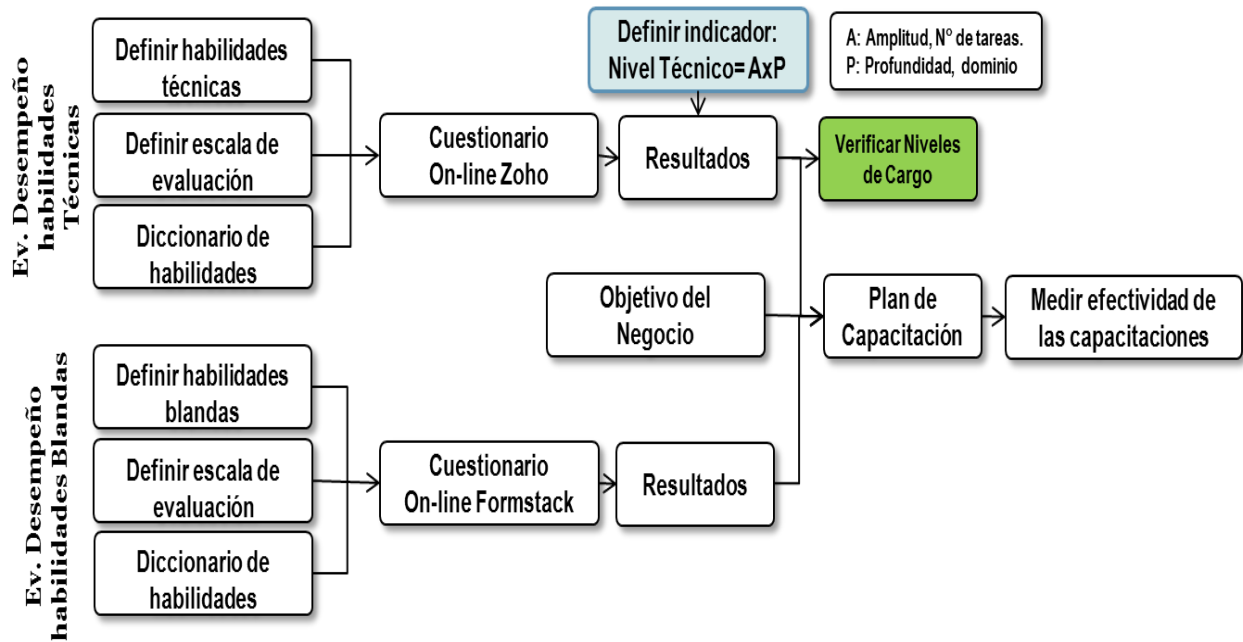 Ev. Desempeño
habilidades
Técnicas
Definir habilidades
técnicas
Definir escala de
evaluación
Diccionario de
habilidades
Cuestionario
On-line Zoho
Definir indicador:
Nivel Técnico= AxP
A: Amplitud, N° de tareas.
P: Profundidad, dominio
Resultados
Verificar Niveles
de Cargo
Objetivo del
Negocio
Plan de
Capacitación
Medir efectividad de
las capacitaciones
Ev. Desempeño
habilidades Blandas
Definir habilidades
blandas
Definir escala de
evaluación
Diccionario de
habilidades
Cuestionario
On-line Formstack
Resultados